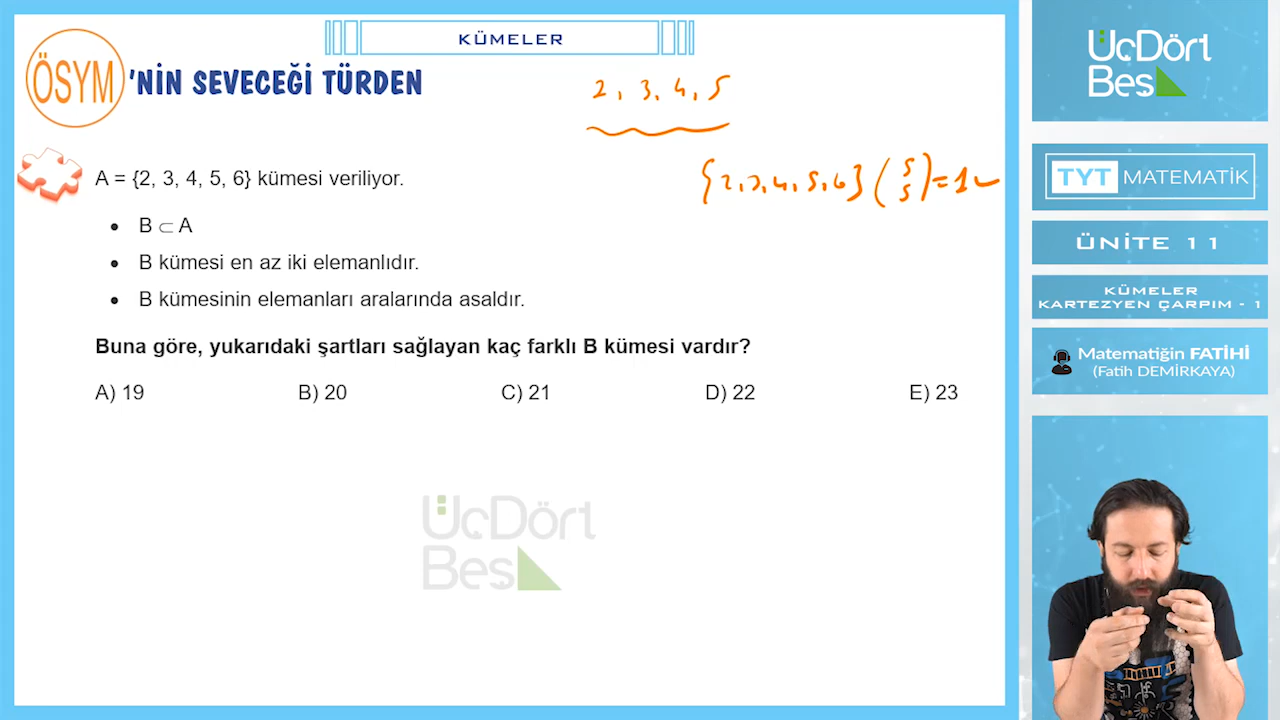 KÜMELER
ÖSYM'NİN SEVECEĞİ TÜRDEN
2, 3, 4, 5
A = {2, 3, 4, 5, 6} kümesi veriliyor.
{2,3,4,5,6} (5 5) = 1
• B ⊂ A
• B kümesi en az iki elemanlıdır.
• B kümesinin elemanları aralarında asaldır.
Buna göre, yukarıdaki şartları sağlayan kaç farklı B kümesi vardır?
A) 19 B) 20 C) 21 D) 22 E) 23
ÜçDört
Beş
ÜçDört
Beş
TYT MATEMATİK
ÜNİTE 11
KÜMELER
KARTEZYEN ÇARPIM - 1
Matematiğin FATİHİ
(Fatih DEMİRKAYA)